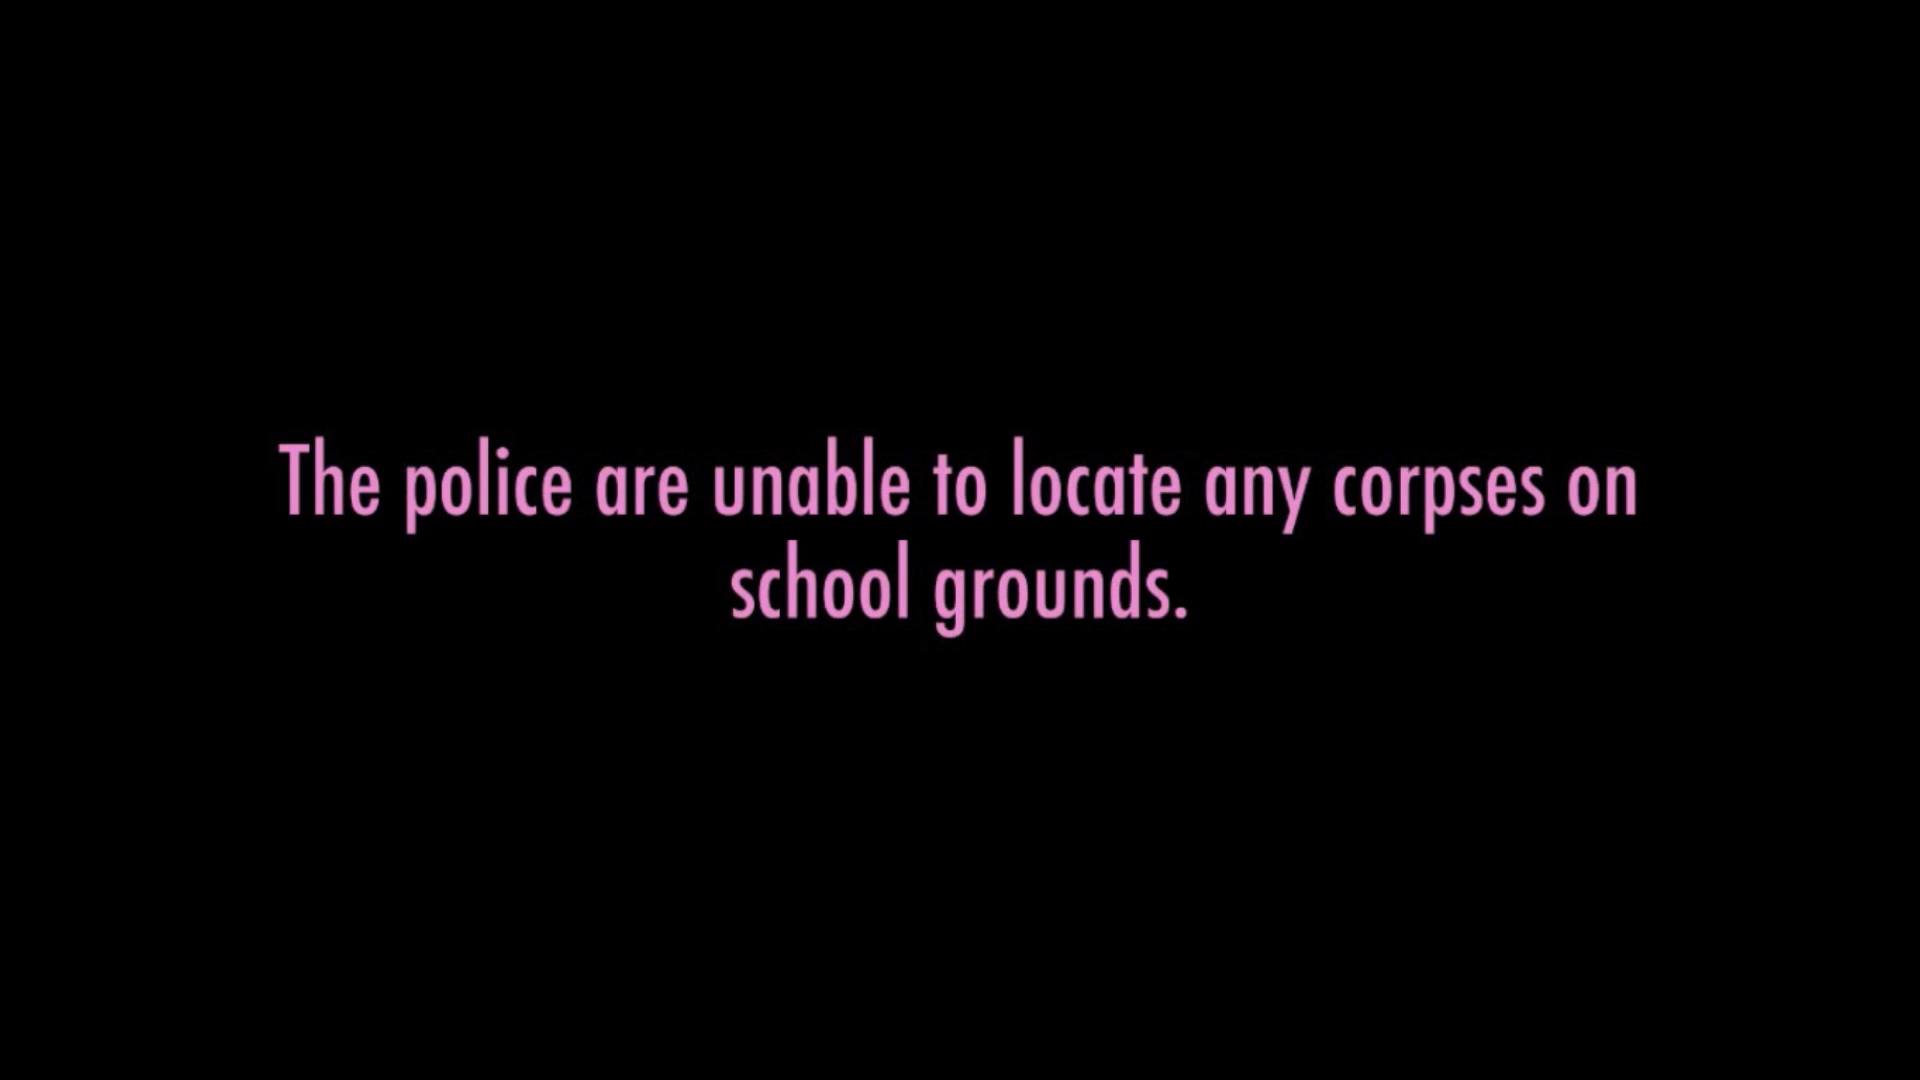 The police are unable to locate any corpses on
school grounds.